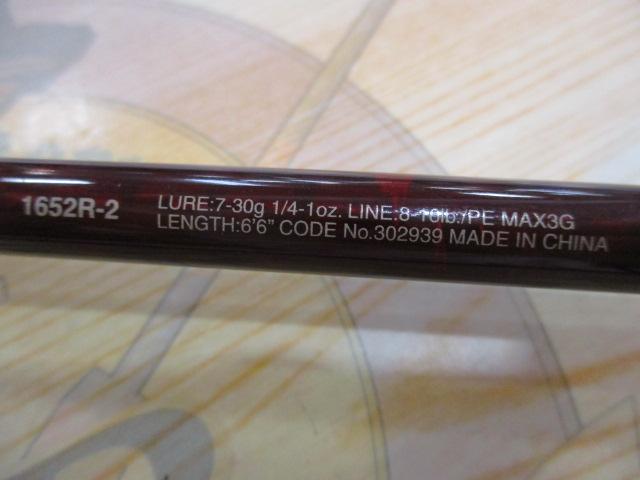 1652R-2
LURE:7-30g 1/4-1oz. LINE:8-16lb./PE MAX3G
LENGTH:6'6" CODE No.302939 MADE IN CHINA